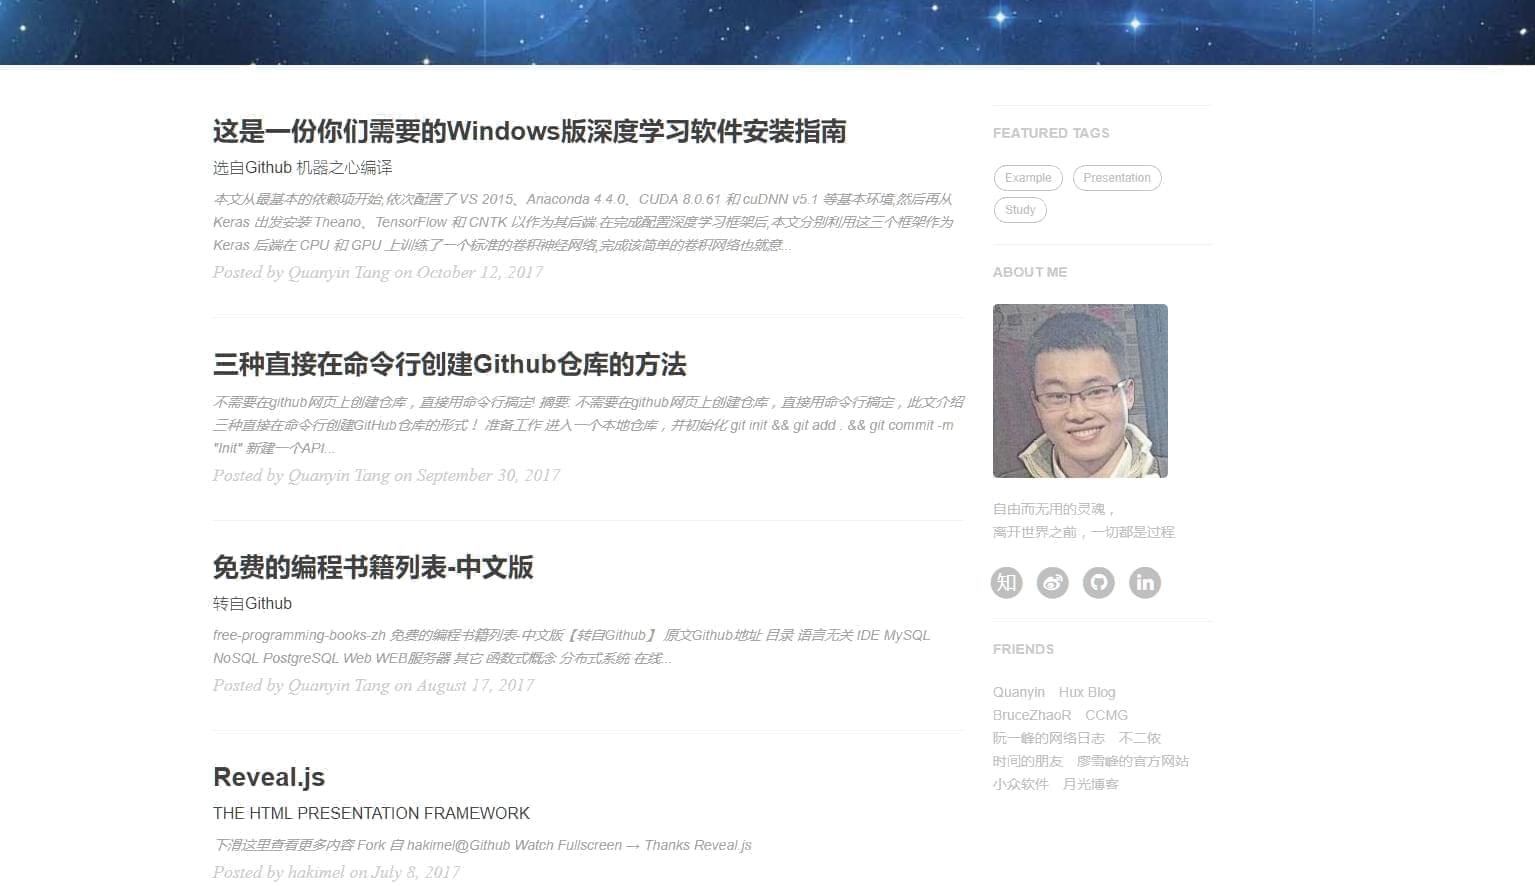 这是一份你们需要的Windows版深度学习软件安装指南
选自Github 机器之心编译
本文从最基本的依赖项开始,依次配置了 VS 2015、Anaconda 4.4.0、CUDA 8.0.61 和 cuDNN v5.1 等基本环境,然后再从
Keras 出发安装 Theano、TensorFlow 和 CNTK 以作为其后端.在完成配置深度学习框架后,本文分别利用这三个框架作为
Keras 后端在 CPU 和 GPU 上训练了一个标准的卷积神经网络,完成该简单的卷积网络也就意...
Posted by Quanyin Tang on October 12, 2017
三种直接在命令行创建Github仓库的方法
不需要在github网页上创建仓库，直接用命令行搞定! 摘要: 不需要在github网页上创建仓库，直接用命令行搞定，此文介绍
三种直接在命令行创建GitHub仓库的形式！ 准备工作 进入一个本地仓库，并初始化 git init && git add . && git commit -m
"Init" 新建一个API...
Posted by Quanyin Tang on September 30, 2017
免费的编程书籍列表-中文版
转自Github
free-programming-books-zh 免费的编程书籍列表-中文版【转自Github】 原文Github地址 目录 语言无关 IDE MySQL
NoSQL PostgreSQL Web WEB服务器 其它 函数式概念 分布式系统 在线...
Posted by Quanyin Tang on August 17, 2017
Reveal.js
THE HTML PRESENTATION FRAMEWORK
下滑这里查看更多内容 Fork 自 hakimel@Github Watch Fullscreen → Thanks Reveal.js
Posted by hakimel on July 8, 2017
FEATURED TAGS
Example Presentation
Study
ABOUT ME
自由而无用的灵魂，
离开世界之前，一切都是过程
知 in
FRIENDS
Quanyin Hux Blog
BruceZhaoR CCMG
阮一峰的网络日志 不二侬
时间的朋友 廖雪峰的官方网站
小众软件 月光博客